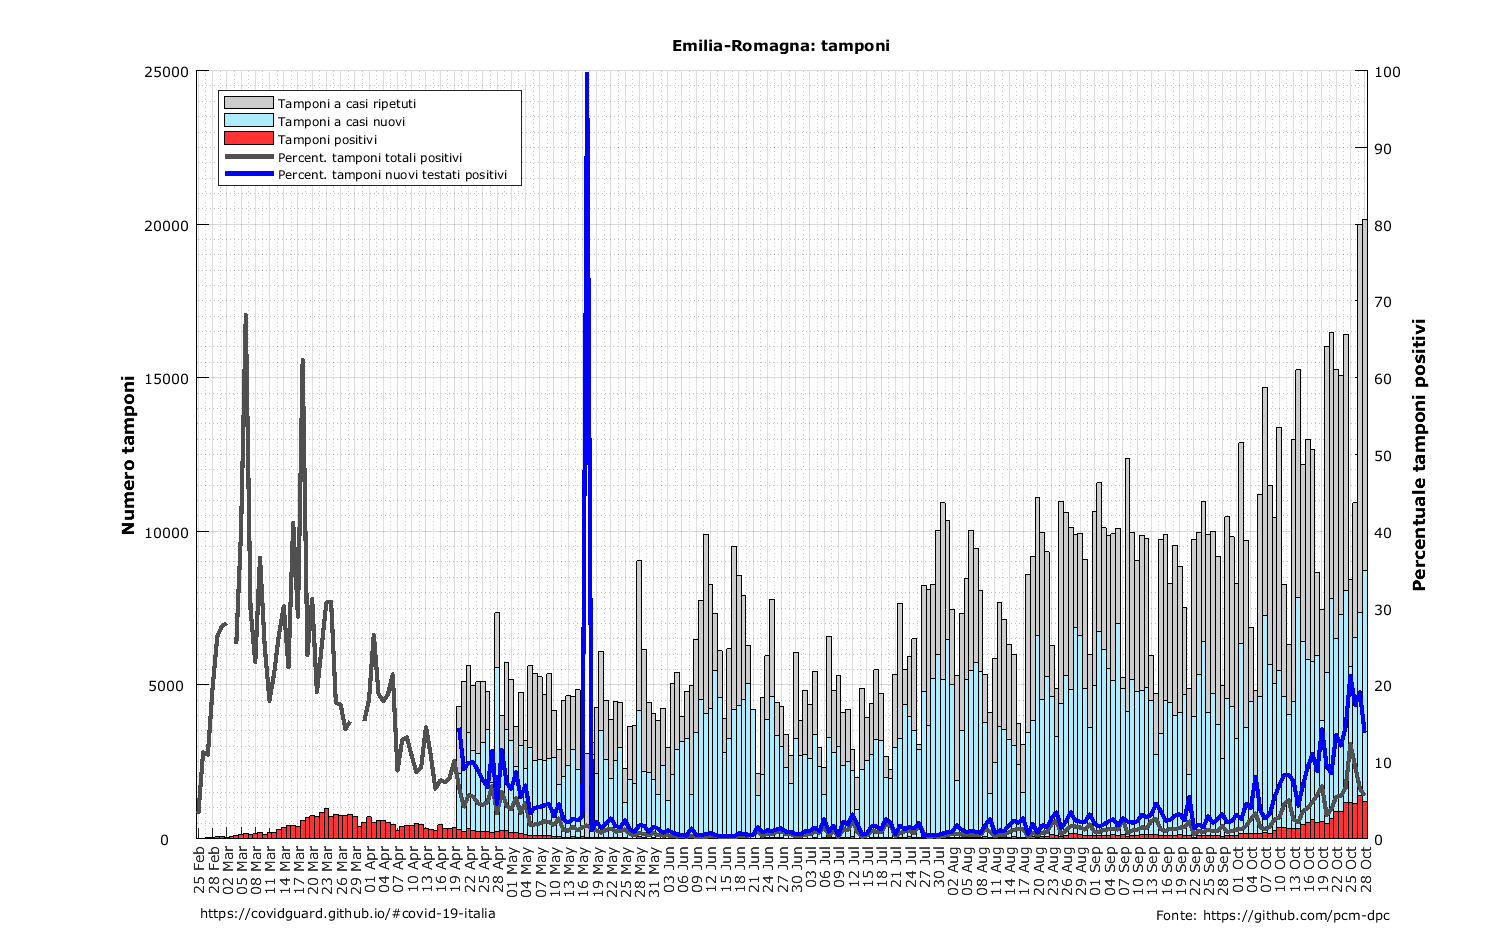 Emilia-Romagna: tamponi
Numero tamponi
25000
20000
15000
10000
5000
0
Tamponi a casi ripetuti
Tamponi a casi nuovi
Tamponi positivi
Percent. tamponi totali positivi
Percent. tamponi nuovi testati positivi
100
90
80
70
60
50
40
30
20
10
0
Percentuale tamponi positivi
25 Feb
28 Feb
02 Mar
05 Mar
08 Mar
11 Mar
14 Mar
17 Mar
20 Mar
23 Mar
26 Mar
29 Mar
01 Apr
04 Apr
07 Apr
10 Apr
13 Apr
16 Apr
19 Apr
22 Apr
25 Apr
28 Apr
01 May
04 May
07 May
10 May
13 May
16 May
19 May
22 May
25 May
28 May
31 May
03 Jun
06 Jun
09 Jun
12 Jun
15 Jun
18 Jun
21 Jun
24 Jun
27 Jun
30 Jun
03 Jul
06 Jul
09 Jul
12 Jul
15 Jul
18 Jul
21 Jul
24 Jul
27 Jul
30 Jul
02 Aug
05 Aug
08 Aug
11 Aug
14 Aug
17 Aug
20 Aug
23 Aug
26 Aug
29 Aug
01 Sep
04 Sep
07 Sep
10 Sep
13 Sep
16 Sep
19 Sep
22 Sep
25 Sep
28 Sep
01 Oct
04 Oct
07 Oct
10 Oct
13 Oct
16 Oct
19 Oct
22 Oct
25 Oct
28 Oct
https://covidguard.github.io/#covid-19-italia
Fonte: https://github.com/pcm-dpc